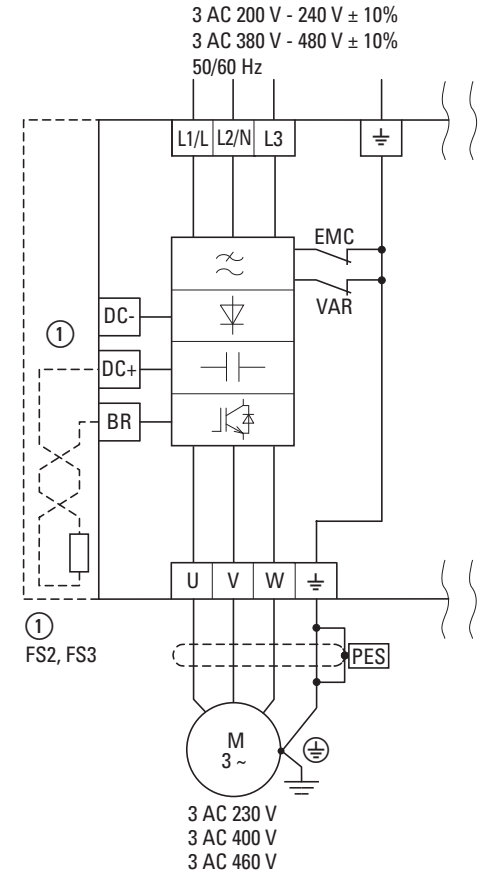 3 AC 200 V - 240 V ± 10%
3 AC 380 V - 480 V ± 10%
50/60 Hz
L1/L L2/N L3
EMC
VAR
DC-
①
DC+
BR
U V W
①
FS2, FS3
PES
M
3 ~
3 AC 230 V
3 AC 400 V
3 AC 460 V